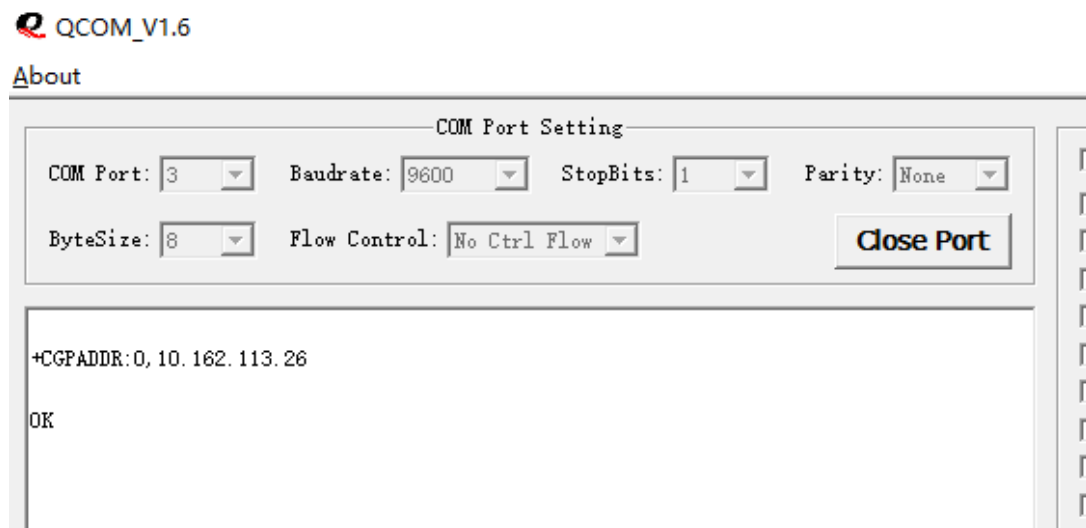 QCOM_V1.6
About
COM Port Setting
COM Port: 3 Baudrate: 9600 StopBits: 1 Parity: None
ByteSize: 8 Flow Control: No Ctrl Flow Close Port
+CGPADDR:0,10.162.113.26
OK